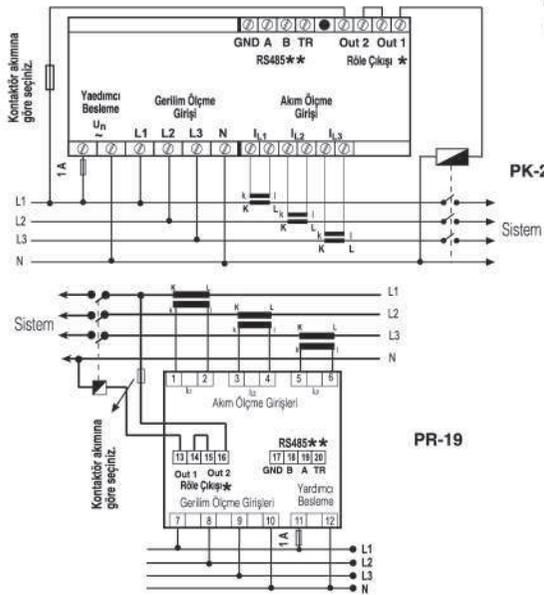 GND A B TR Out 2 Out 1
RS485** Röle Çıkışı *
Kontaktör akımına
göre seçiniz.
Yaedımcı
Besleme
Un
~
Gerilim Ölçme
Girişi
Akım Ölçme
Girişi
L1 L2 L3 N IL1 IL2 IL3
1 A
PK-2
k l
K L
k l
K L
k l
K L
L1
L2
L3
N
Sistem
Sistem
K L
k l
K L
k l
K L
k l
L1
L2
L3
N
1 2 3 4 5 6
IL1 IL2 IL3
Akım Ölçme Girişleri
Kontaktör akımına
göre seçiniz.
RS485**
13 14 15 16
17 18 19 20
Out 1 Out 2
GND B A TR
Röle Çıkışı*
Gerilim Ölçme Girişleri
Yardımcı
Besleme
PR-19
7 8 9 10 11 12
1 A
L1
L2
L3
N